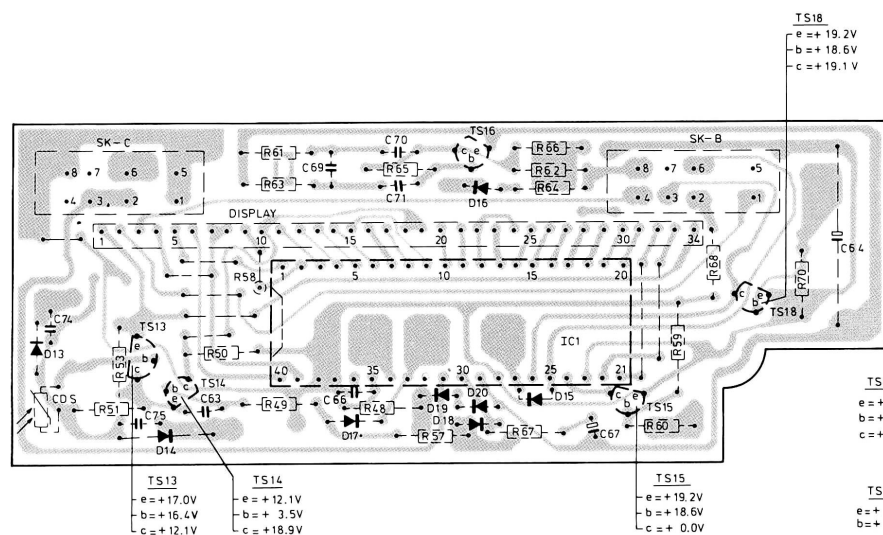 TS18
e = + 19.2V
b = + 18.6V
c = + 19.1V
SK-C
8 7 6 5
4 3 2 1
R61
R63
C69
C70
R65
C71
TS16
c e
b
D16
R66
R62
R64
SK-B
8 7 6 5
4 3 2 1
DISPLAY
1 5 10 15 20 25 30 34
R58
1 5 10 15 20
IC1
40 35 30 25 21
R68
R70
C64
c e
b
TS18
R59
C74
D13
CDS
R53
TS13
e
b
c
R50
R51
C75
D14
b c
e
TS14
C63
R49
C66
R48
D17
D19
D20
D18
R57
R67
D15
C67
c e
b
TS15
R60
TS
e = +
b = +
c = +
TS13
e = + 17.0V
b = + 16.4V
c = + 12.1V
TS14
e = + 12.1V
b = + 3.5V
c = + 18.9V
TS15
e = + 19.2V
b = + 18.6V
c = + 0.0V
TS
e = +
b = +